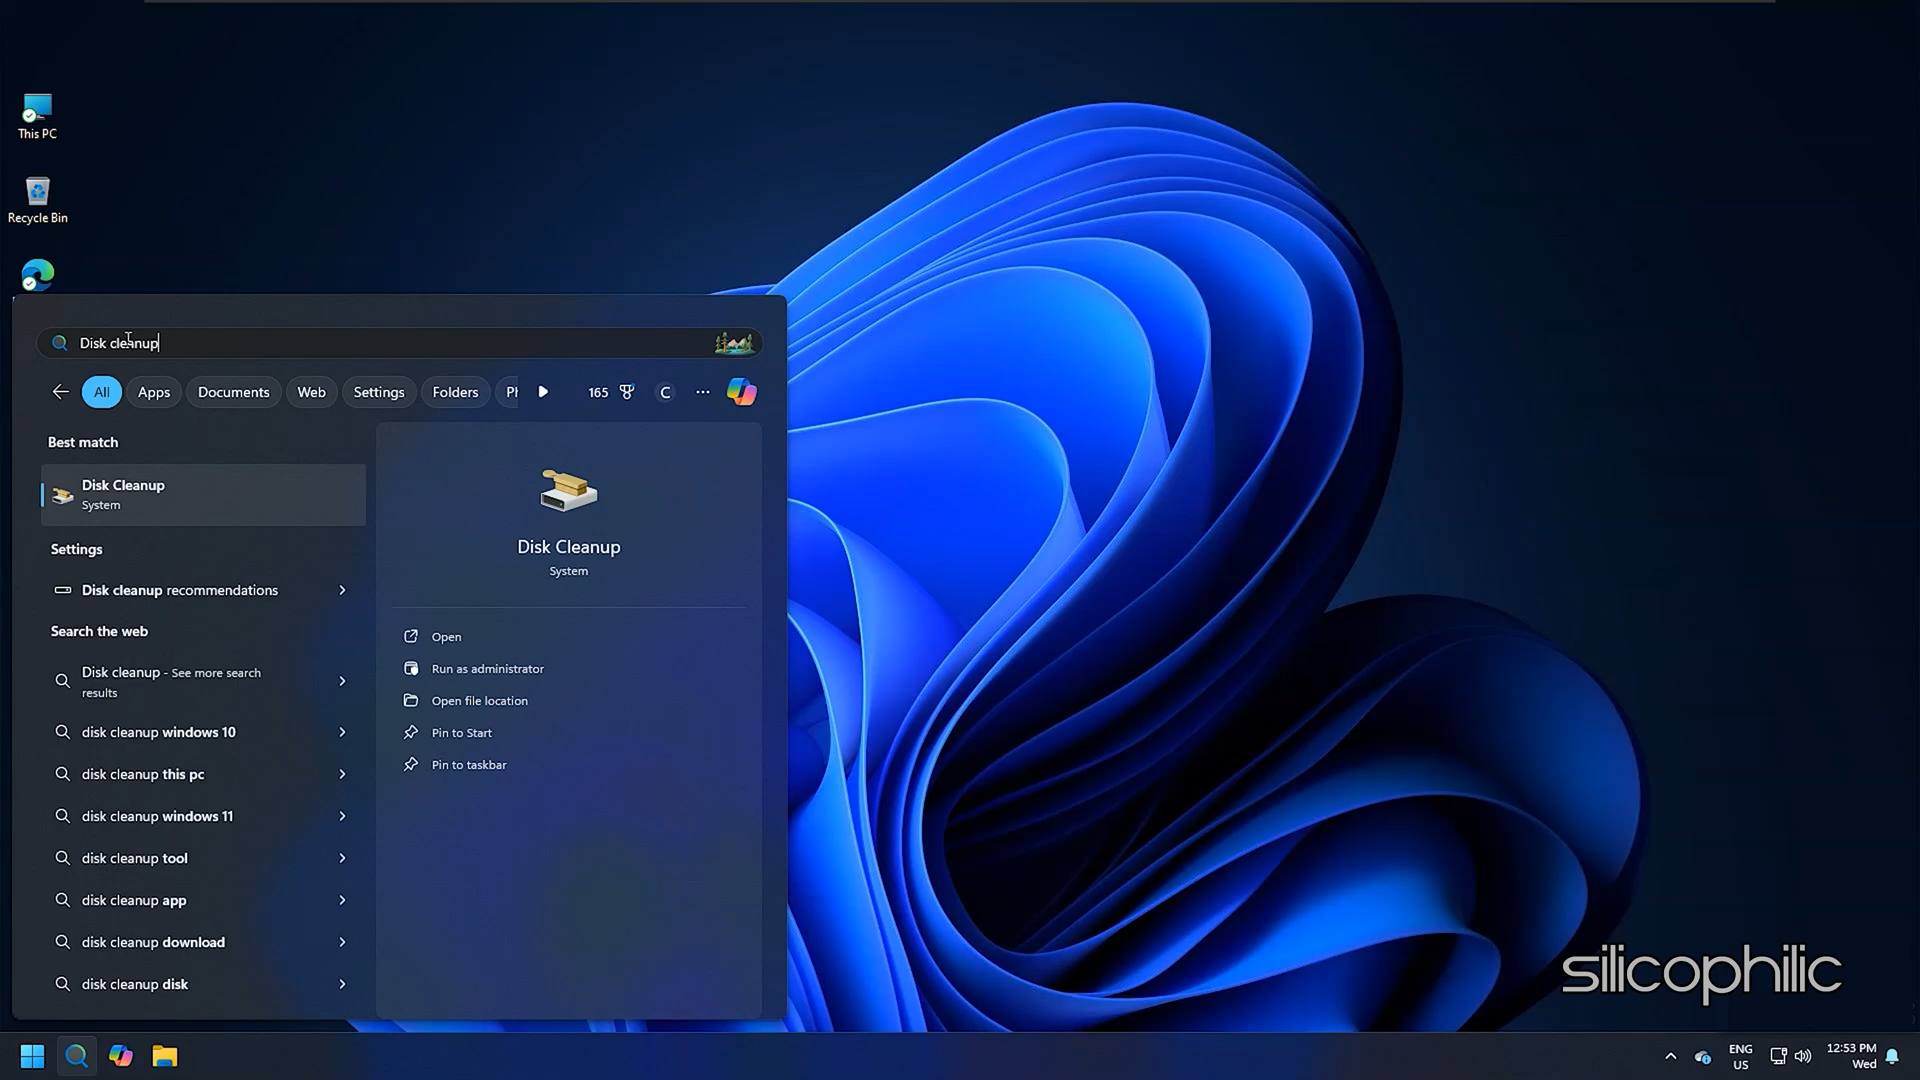 This PC
Recycle Bin
Disk cleanup
All
Apps
Documents
Web
Settings
Folders
165
C
Best match
Disk Cleanup
System
Settings
Disk cleanup recommendations
Search the web
Disk cleanup - See more search
results
disk cleanup windows 10
disk cleanup this pc
disk cleanup windows 11
disk cleanup tool
disk cleanup app
disk cleanup download
disk cleanup disk
Disk Cleanup
System
Open
Run as administrator
Open file location
Pin to Start
Pin to taskbar
silicophilic
ENG
US
12:53 PM
Wed